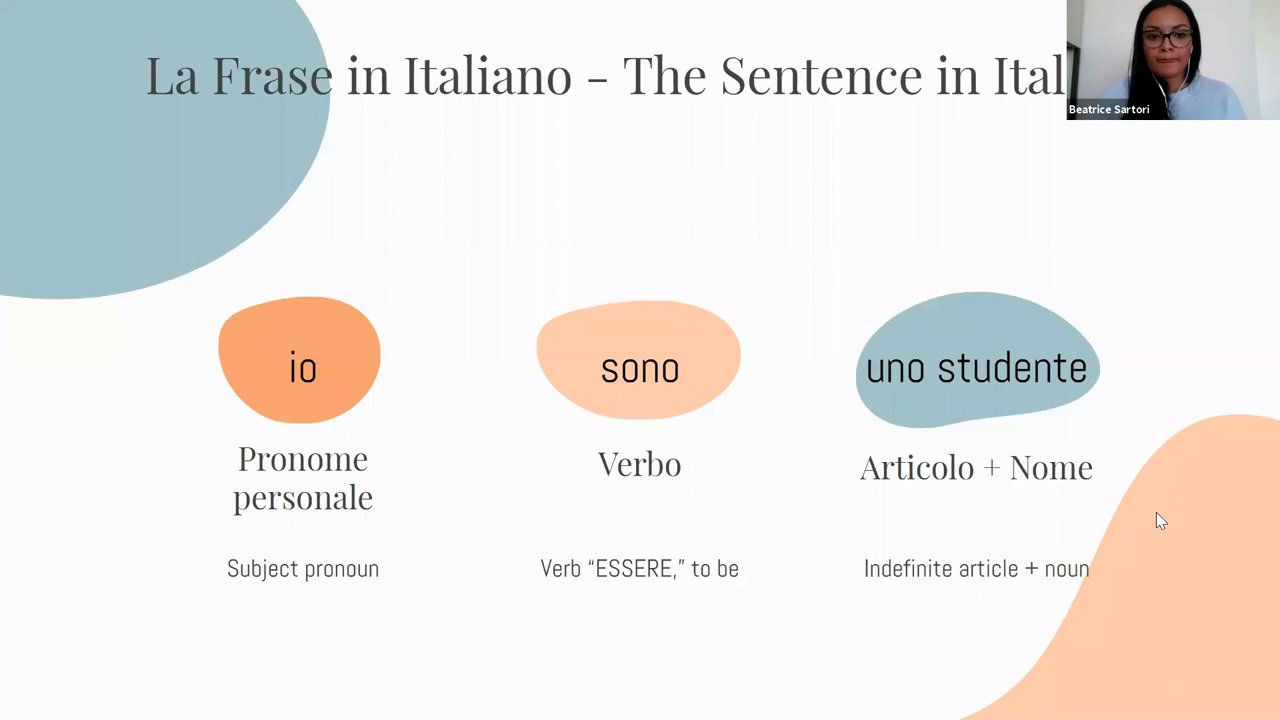 La Frase in Italiano - The Sentence in Ital
Beatrice Sartori
io
sono
uno studente
Pronome
personale
Verbo
Articolo + Nome
Subject pronoun
Verb “ESSERE,” to be
Indefinite article + noun